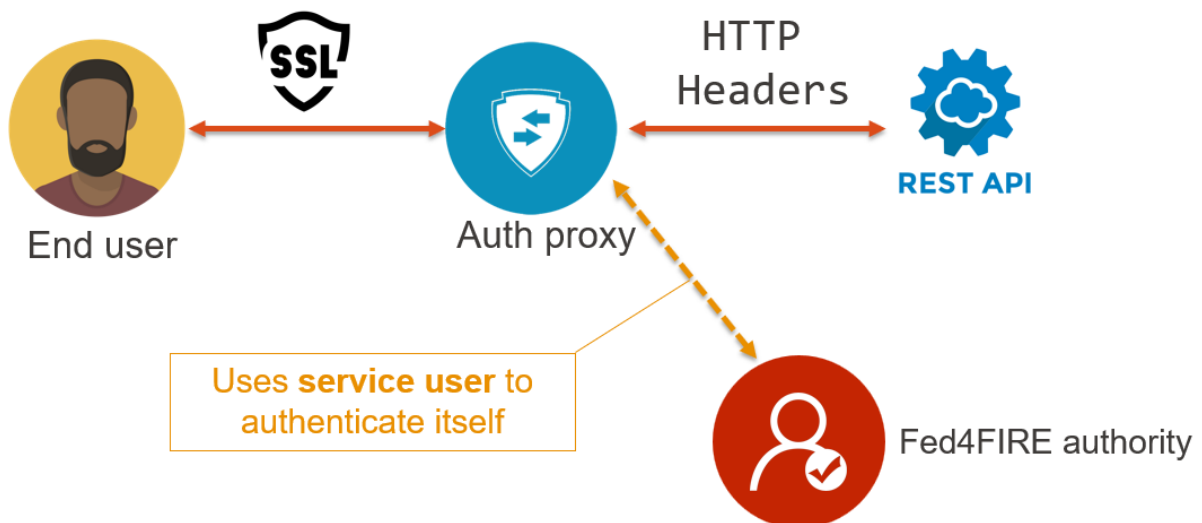 SSL
HTTP
Headers
REST API
End user
Auth proxy
Uses service user to
authenticate itself
Fed4FIRE authority